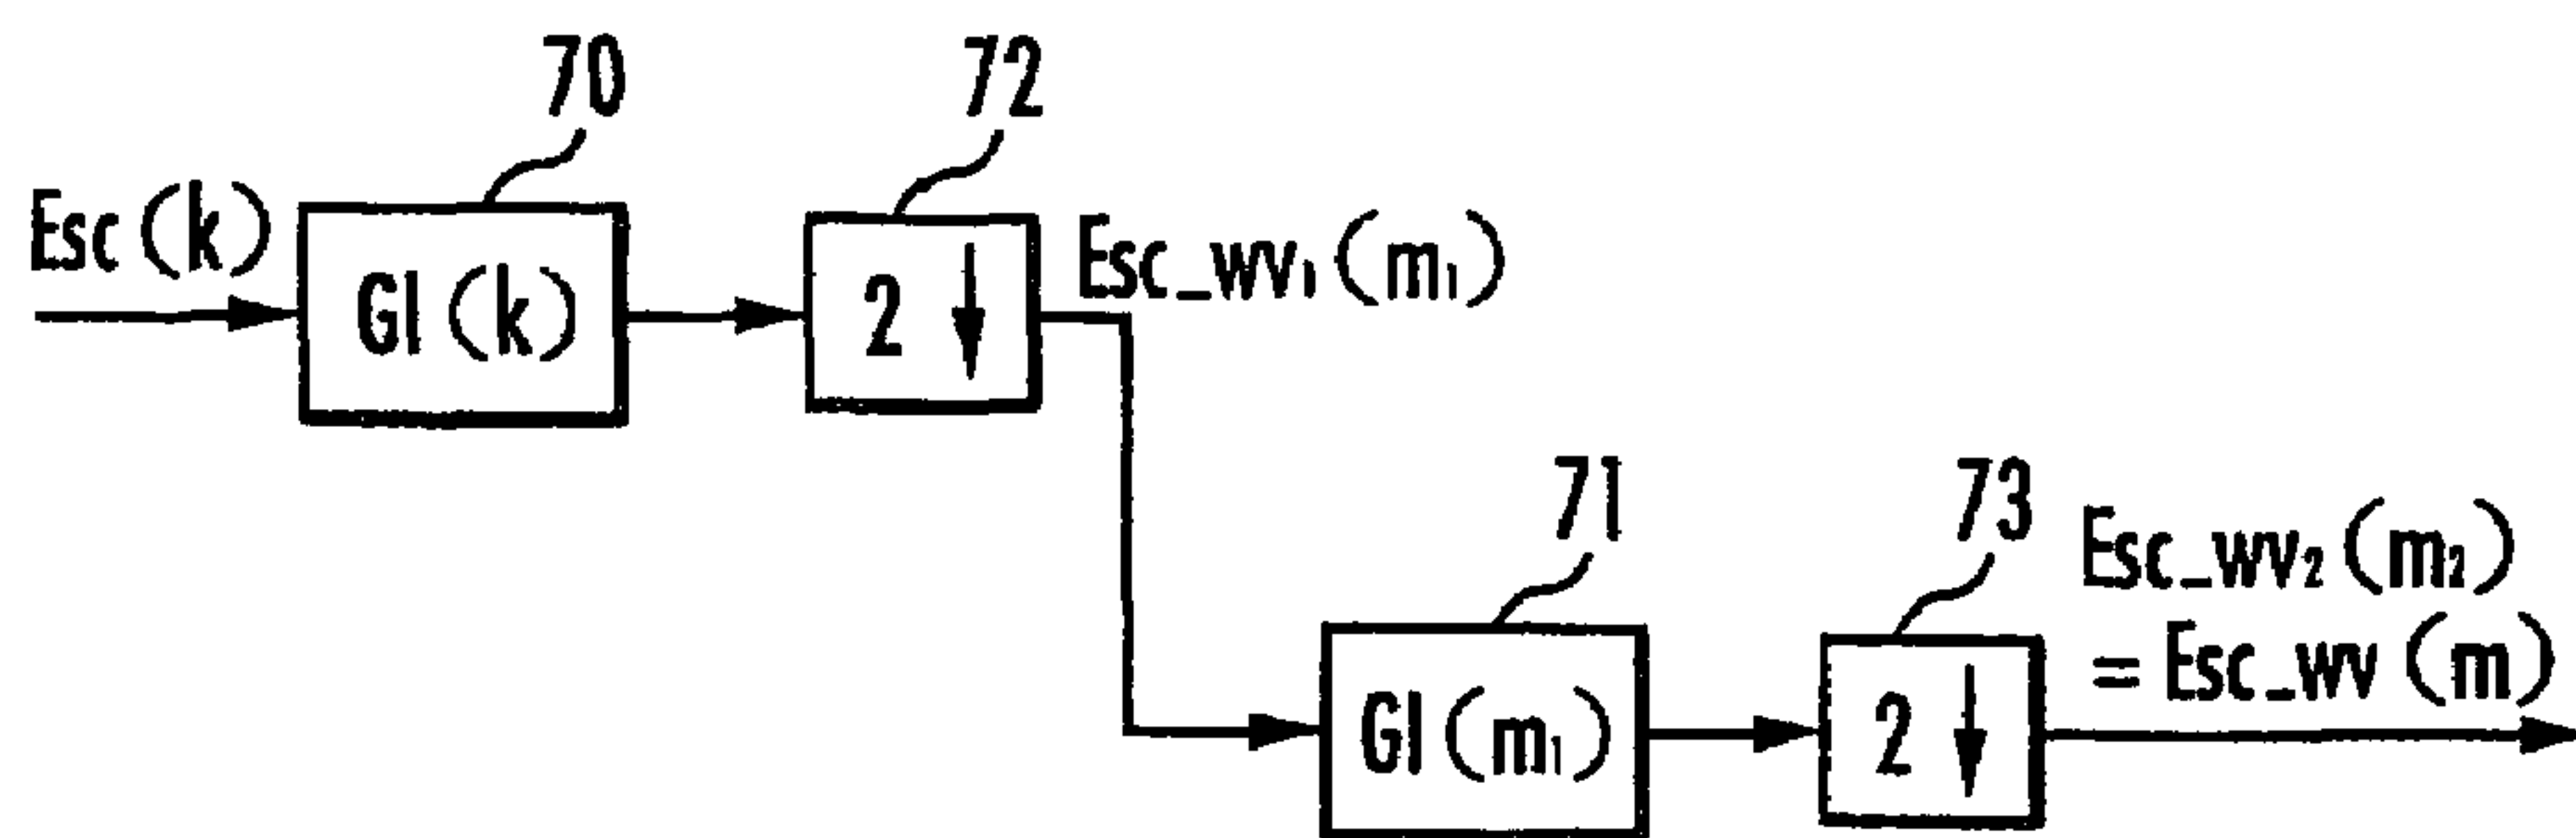 70
72
Esc(k)
Gl(k)
2↓
Esc_wv₁(m₁)
71
73
Gl(m₁)
2↓
Esc_wv₂(m₂)
= Esc_wv(m)